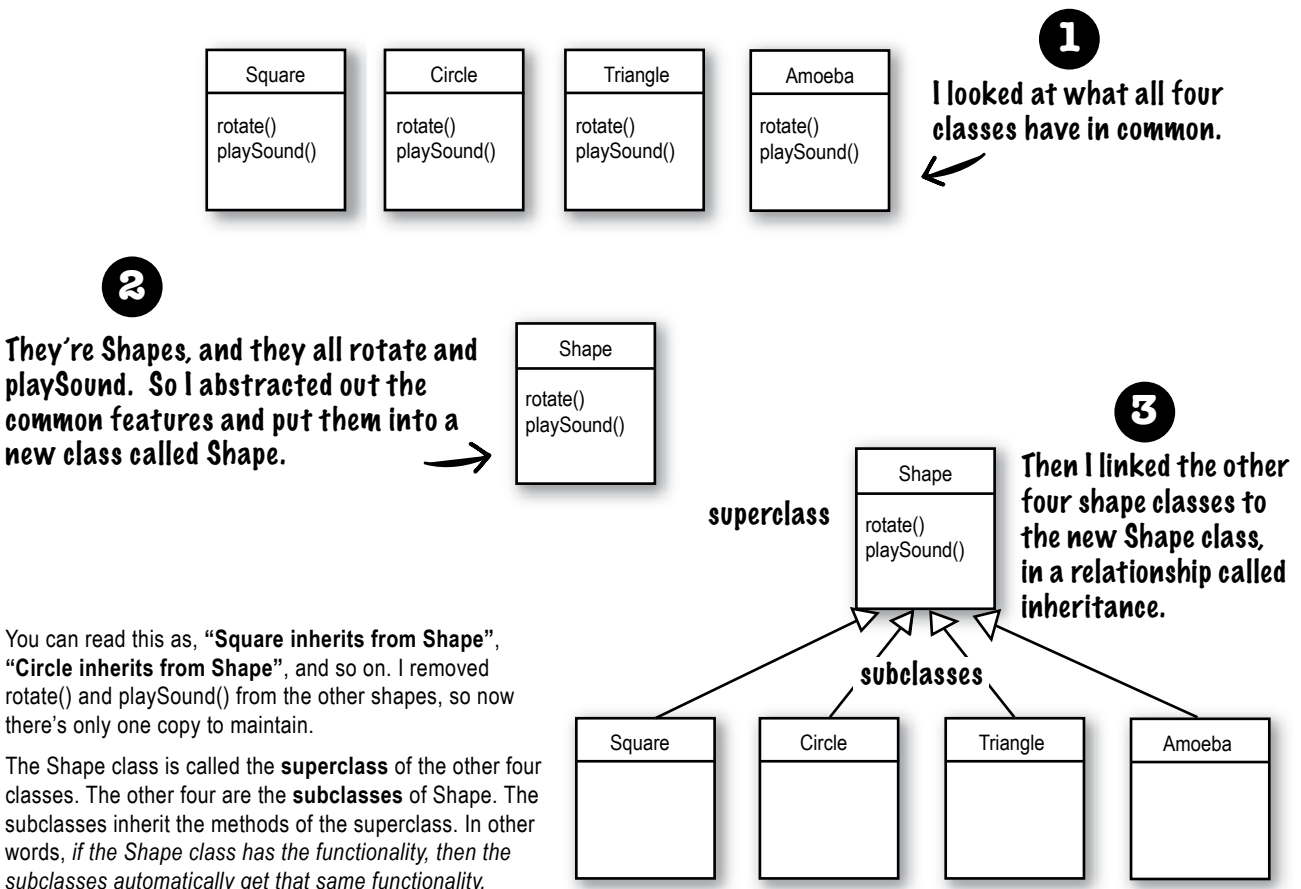 1
I looked at what all four
classes have in common.
Square
rotate()
playSound()
Circle
rotate()
playSound()
Triangle
rotate()
playSound()
Amoeba
rotate()
playSound()
2
They're Shapes, and they all rotate and
playSound. So I abstracted out the
common features and put them into a
new class called Shape.
Shape
rotate()
playSound()
3
Then I linked the other
four shape classes to
the new Shape class,
in a relationship called
inheritance.
superclass
Shape
rotate()
playSound()
subclasses
Square
Circle
Triangle
Amoeba
You can read this as, “Square inherits from Shape”,
“Circle inherits from Shape”, and so on. I removed
rotate() and playSound() from the other shapes, so now
there's only one copy to maintain.
The Shape class is called the superclass of the other four
classes. The other four are the subclasses of Shape. The
subclasses inherit the methods of the superclass. In other
words, if the Shape class has the functionality, then the
subclasses automatically get that same functionality.